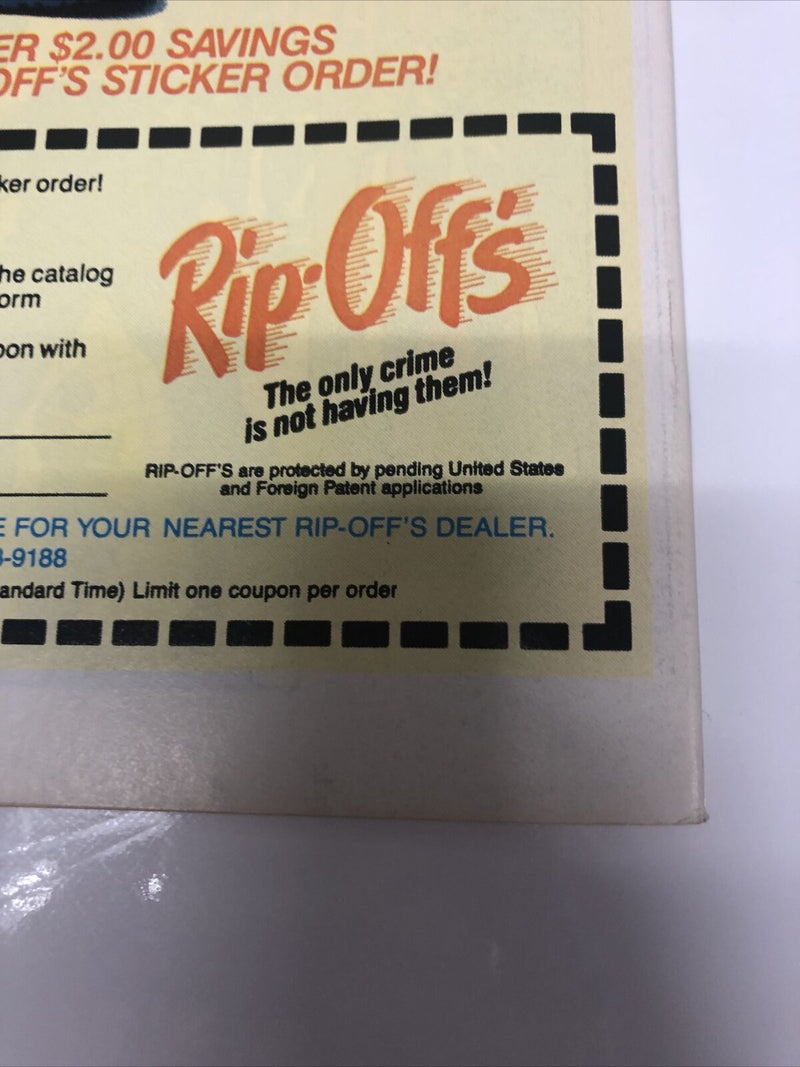 ER $2.00 SAVINGS
OFF'S STICKER ORDER!
ker order!
Rip-Off's
he catalog
orm
pon with
The only crime
is not having them!
RIP-OFF'S are protected by pending United States
and Foreign Patent applications
E FOR YOUR NEAREST RIP-OFF'S DEALER.
-9188
andard Time) Limit one coupon per order